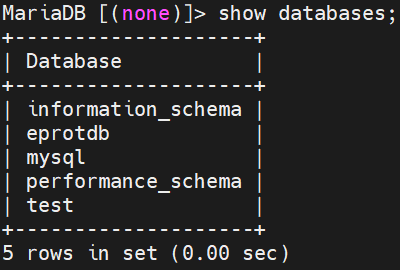 MariaDB [(none)]> show databases;
+--------------------+
| Database           |
+--------------------+
| information_schema |
| eprotdb            |
| mysql              |
| performance_schema |
| test               |
+--------------------+
5 rows in set (0.00 sec)